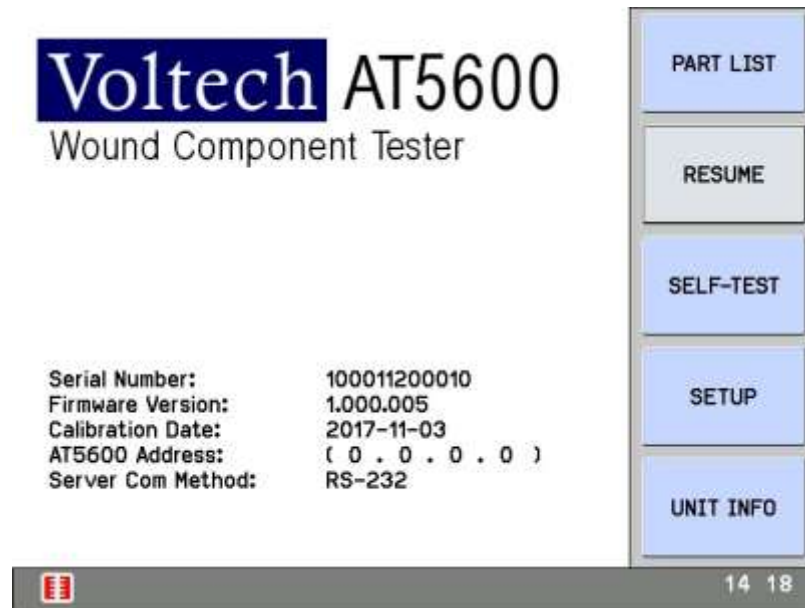 Voltech AT5600
Wound Component Tester
Serial Number: 100011200010
Firmware Version: 1.000.005
Calibration Date: 2017-11-03
AT5600 Address: ( 0 . 0 . 0 . 0 )
Server Com Method: RS-232
PART LIST
RESUME
SELF-TEST
SETUP
UNIT INFO
14 18